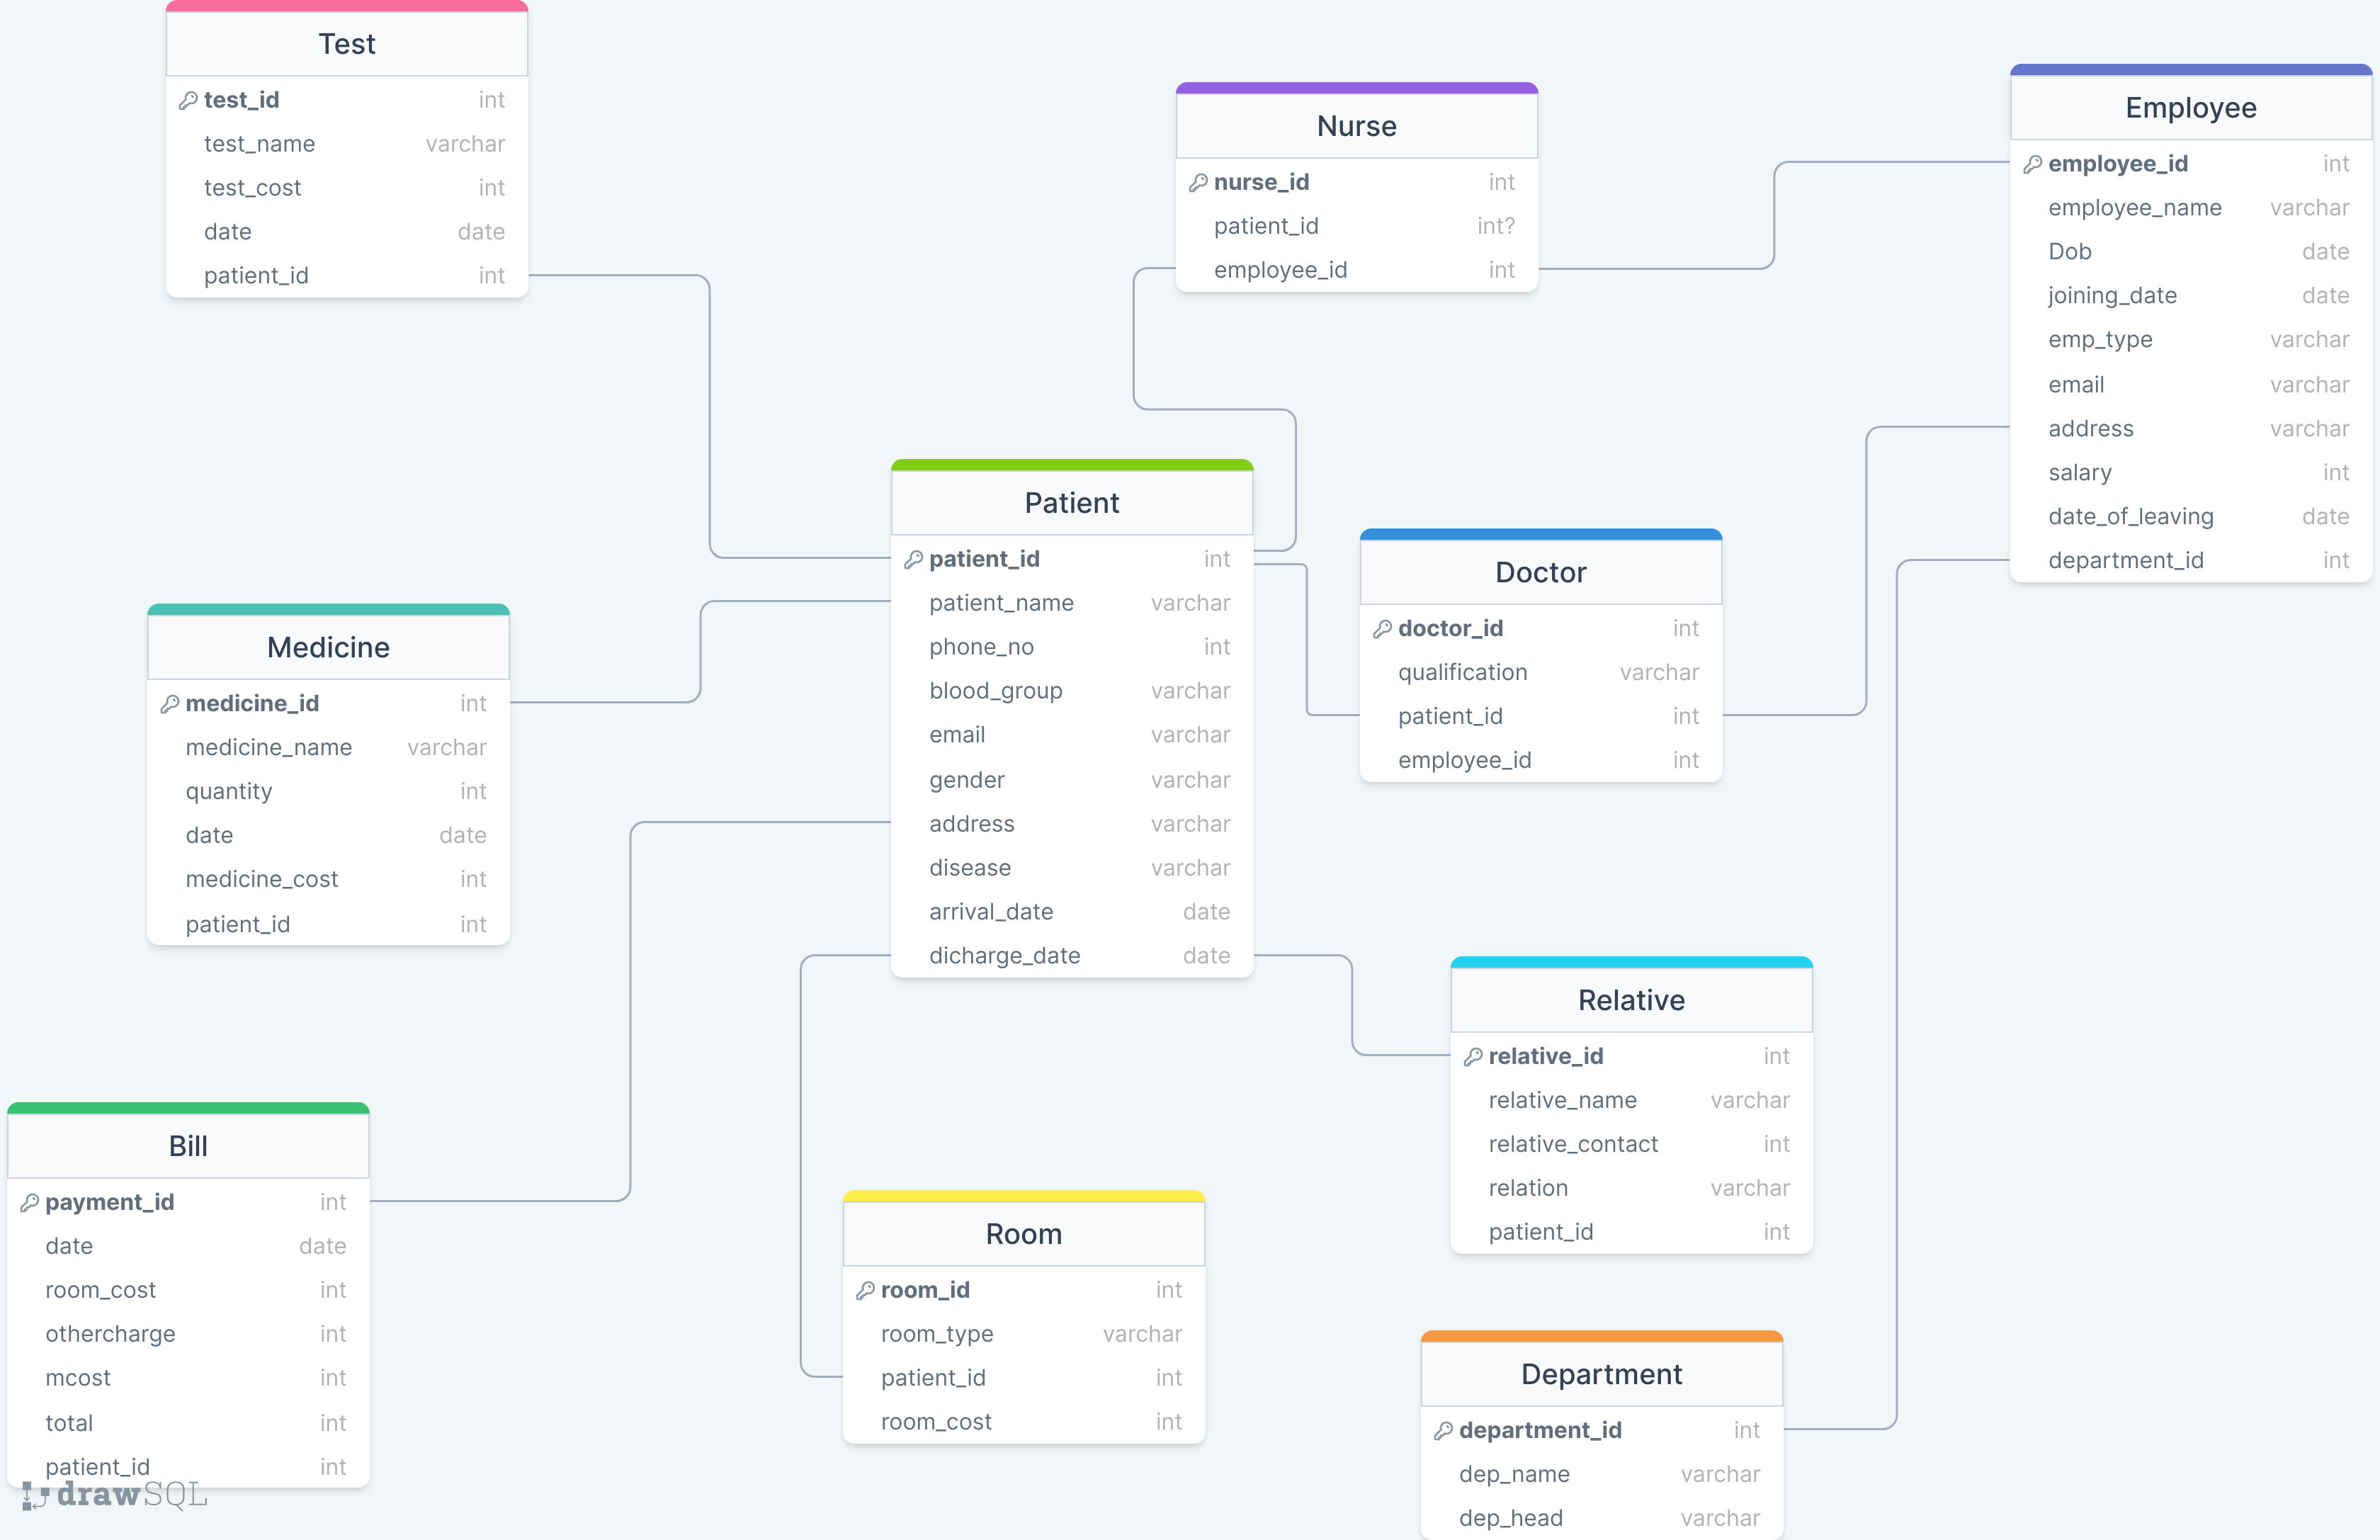 Test
test_id int
test_name varchar
test_cost int
date date
patient_id int
Nurse
nurse_id int
patient_id int?
employee_id int
Employee
employee_id int
employee_name varchar
Dob date
joining_date date
emp_type varchar
email varchar
address varchar
salary int
date_of_leaving date
department_id int
Patient
patient_id int
patient_name varchar
phone_no int
blood_group varchar
email varchar
gender varchar
address varchar
disease varchar
arrival_date date
dicharge_date date
Doctor
doctor_id int
qualification varchar
patient_id int
employee_id int
Medicine
medicine_id int
medicine_name varchar
quantity int
date date
medicine_cost int
patient_id int
Relative
relative_id int
relative_name varchar
relative_contact int
relation varchar
patient_id int
Bill
payment_id int
date date
room_cost int
othercharge int
mcost int
total int
patient_id int
Room
room_id int
room_type varchar
patient_id int
room_cost int
Department
department_id int
dep_name varchar
dep_head varchar
drawSQL